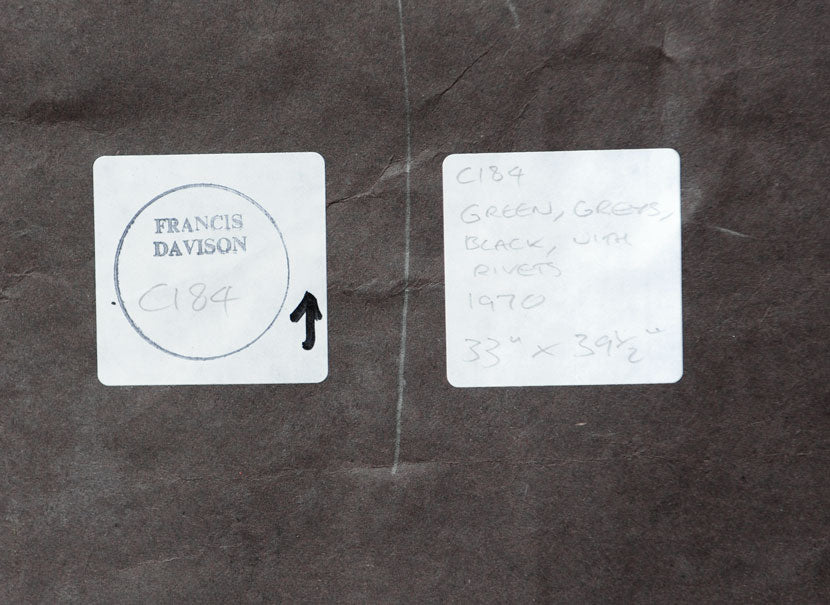 FRANCIS
DAVISON
C184
C184
GREEN, GREYS,
BLACK, WITH
RIVETS
1970
33" x 39½"